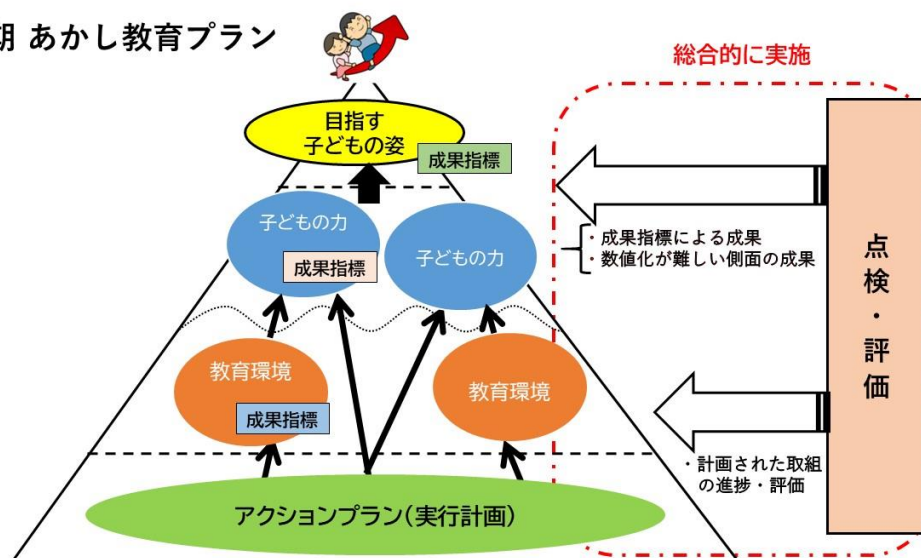 期 あかし教育プラン
総合的に実施
目指す
子どもの姿
成果指標
子どもの力
成果指標
子どもの力
・成果指標による成果
・数値化が難しい側面の成果
点検・評価
教育環境
成果指標
教育環境
・計画された取組
の進捗・評価
アクションプラン(実行計画)